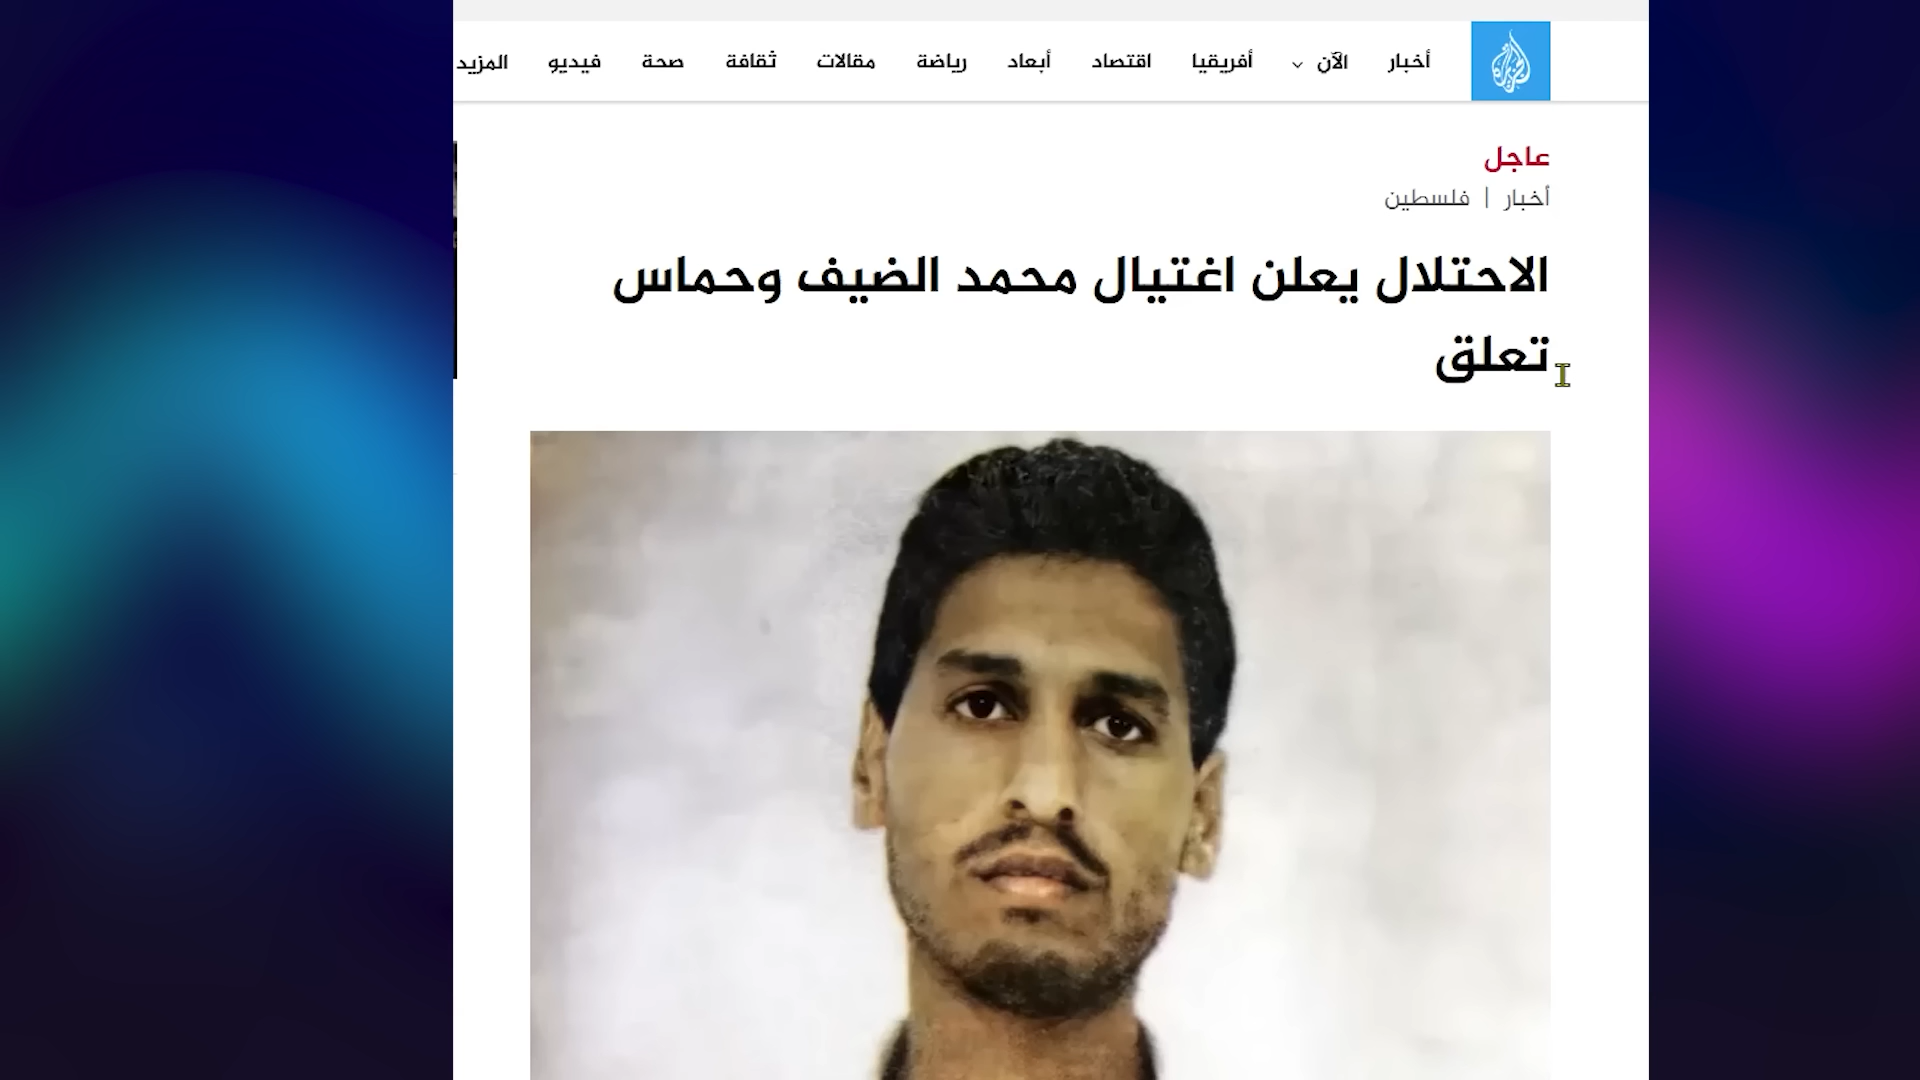 أخبار الآن أفريقيا اقتصاد أبعاد رياضة مقالات ثقافة صحة فيديو المزيد
عاجل
أخبار | فلسطين
الاحتلال يعلن اغتيال محمد الضيف وحماس
تعلق